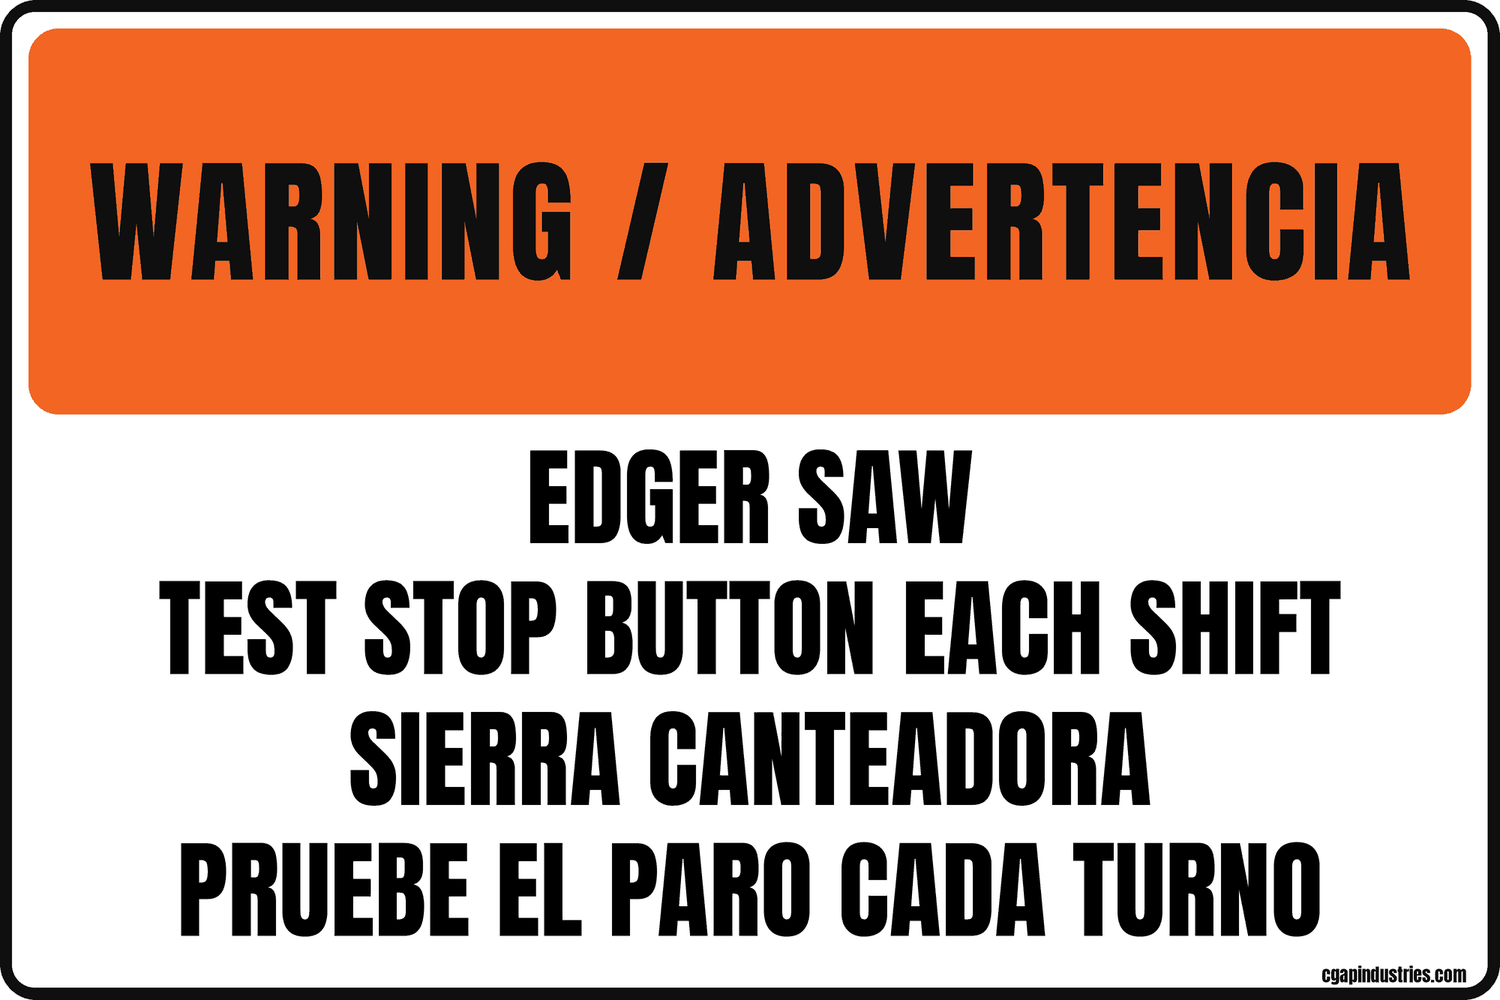 WARNING / ADVERTENCIA
EDGER SAW
TEST STOP BUTTON EACH SHIFT
SIERRA CANTEADORA
PRUEBE EL PARO CADA TURNO
cgapindustries.com